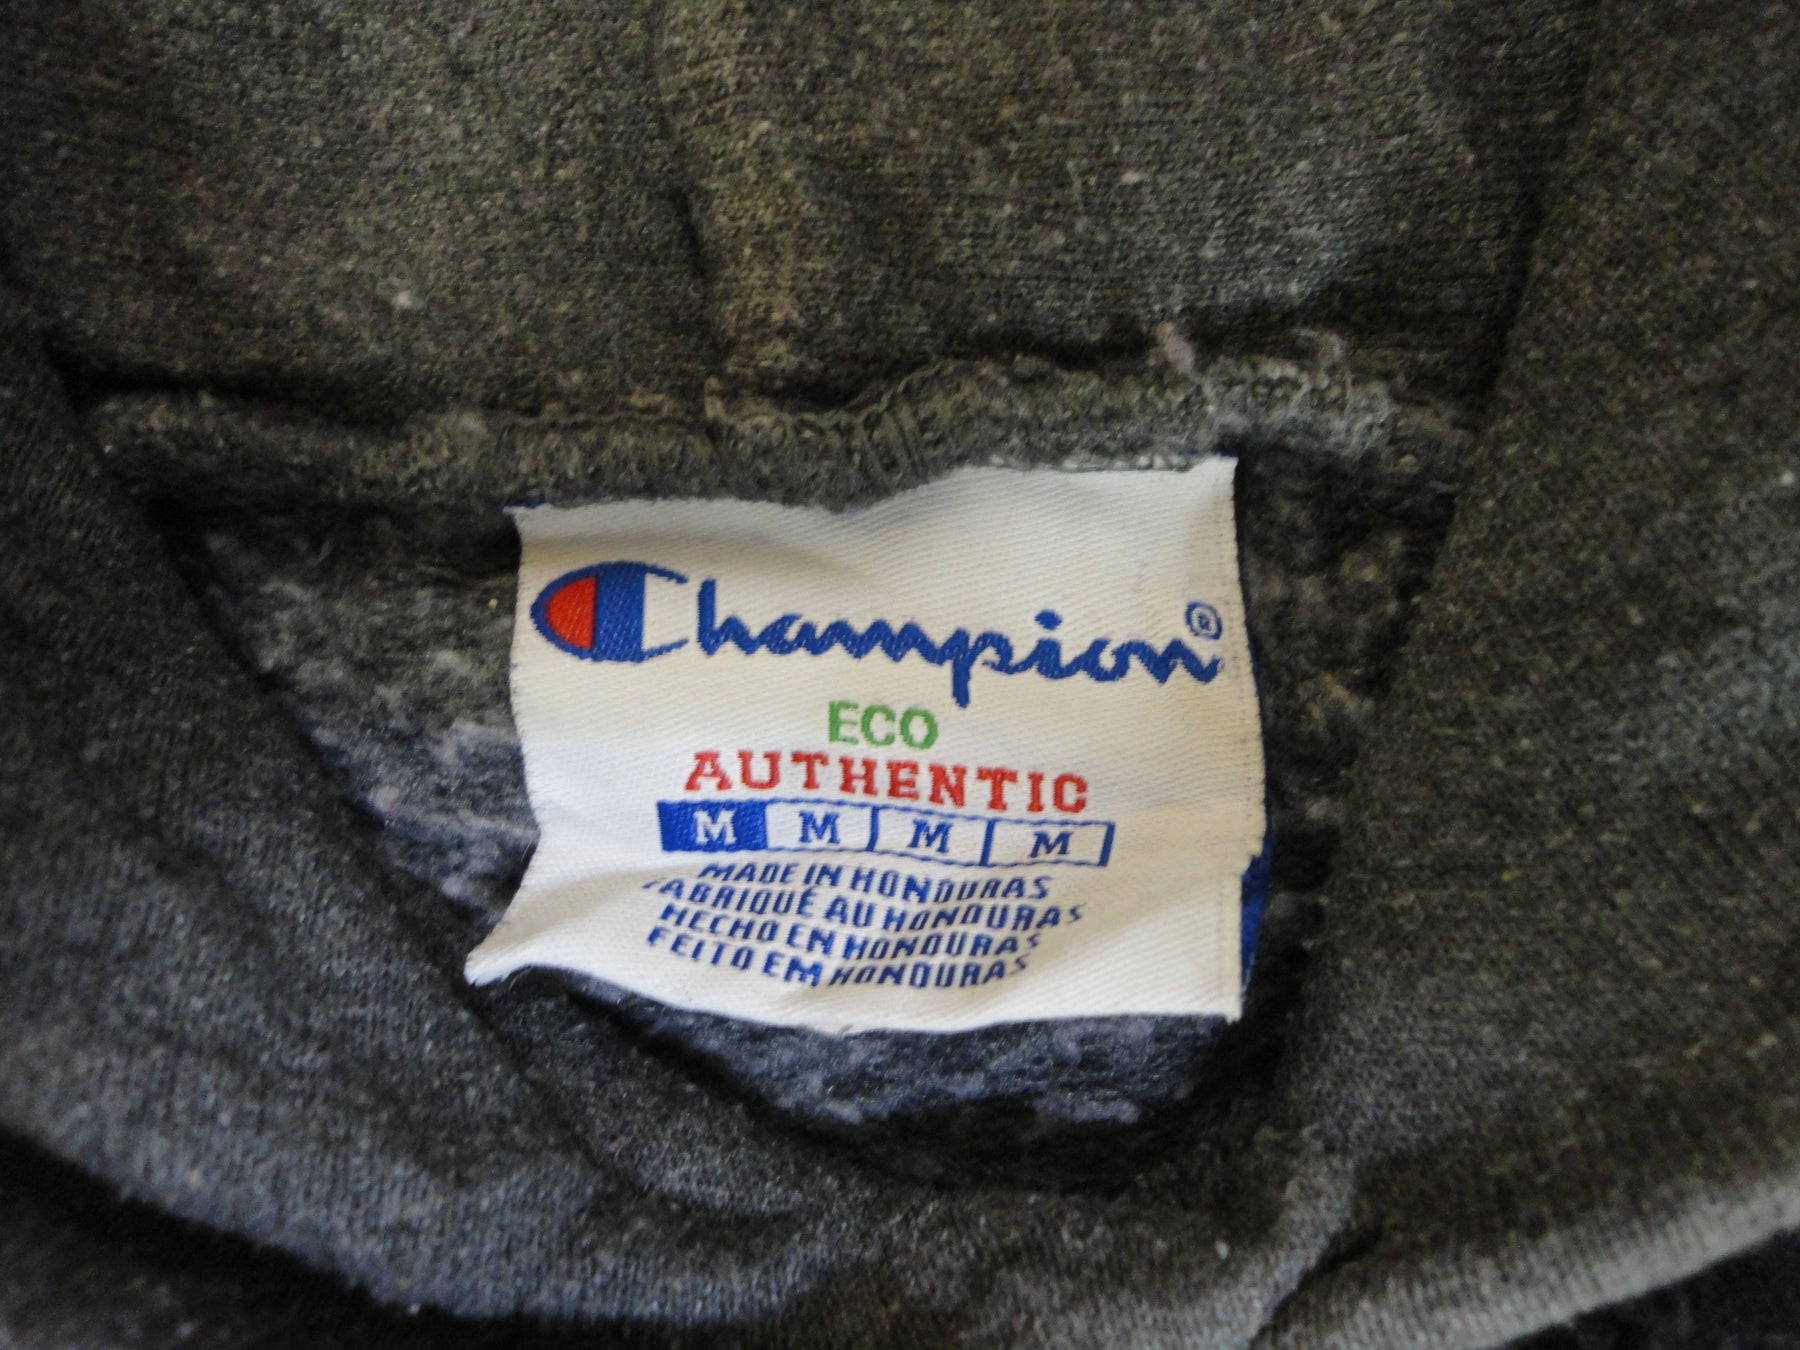 Champion®
ECO
AUTHENTIC
M M M M
MADE IN HONDURAS
FABRIQUÉ AU HONDURAS
HECHO EN HONDURAS
FEITO EM HONDURAS